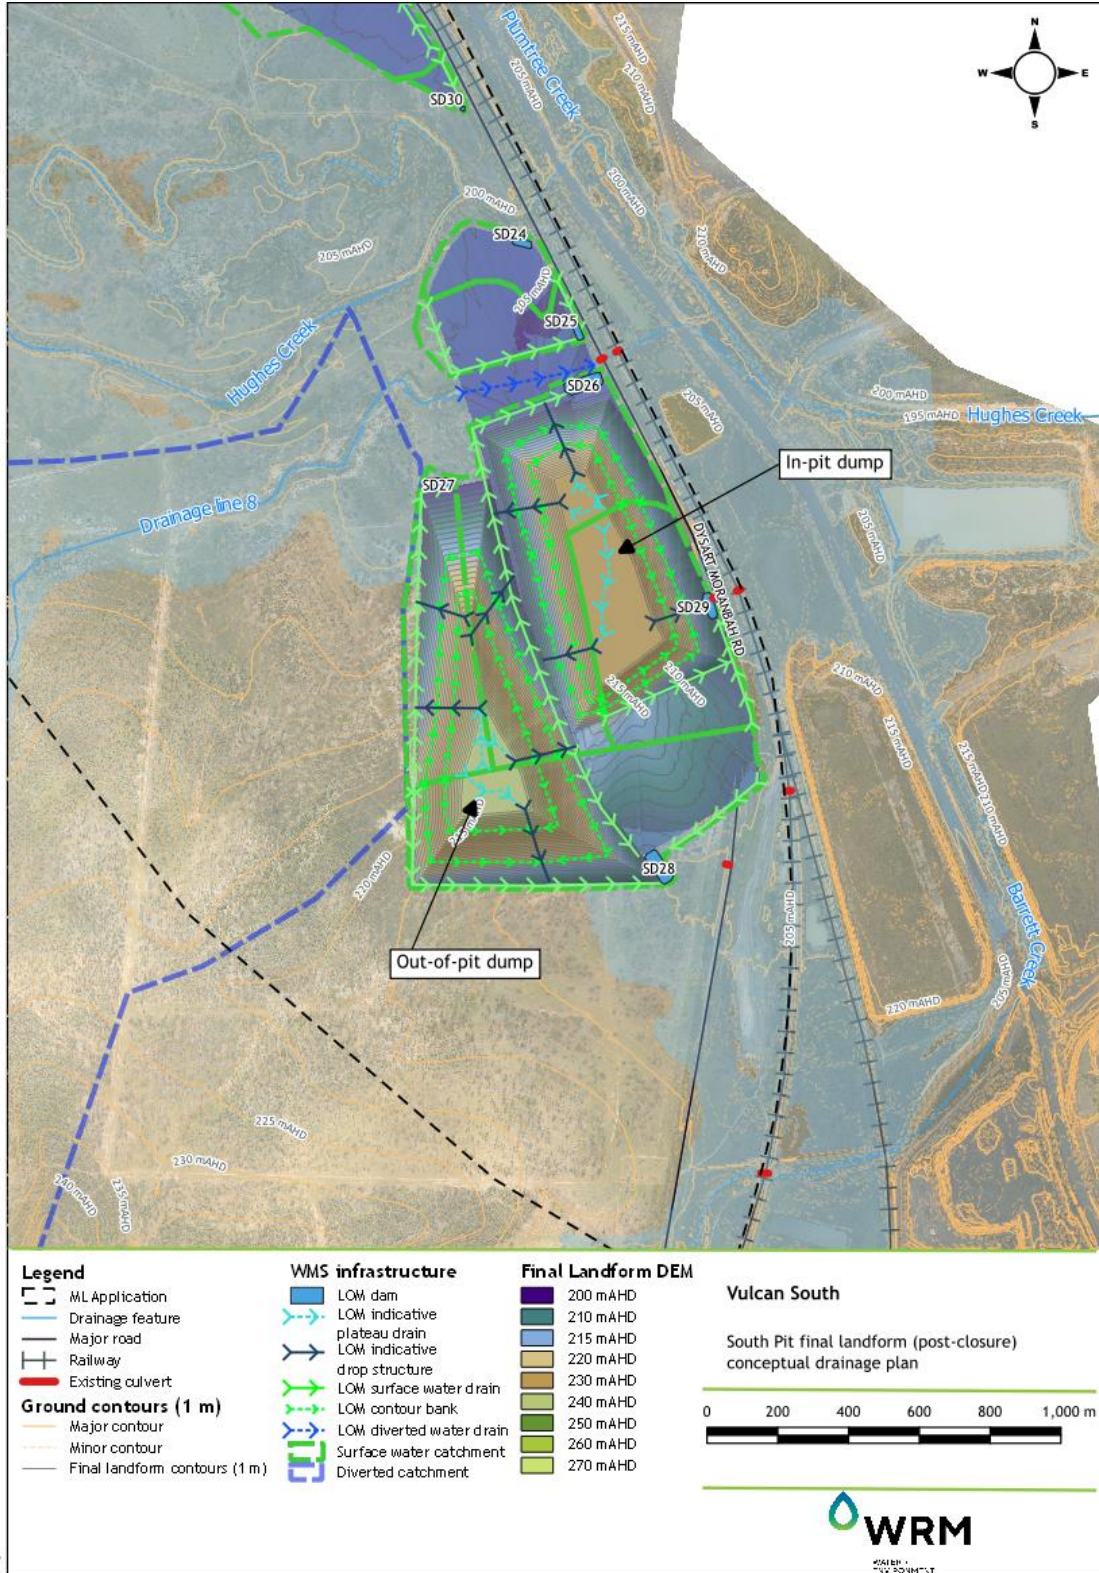 N
W
E
S
215 mAHD
210 mAHD
Plumtree Creek
205 mAHD
205 mAHD
SD30
200 mAHD
200 mAHD
SD24
205 mAHD
210 mAHD
205 mAHD
SD25
Hughes Creek
SD26
205 mAHD
200 mAHD
195 mAHD
Hughes Creek
In-pit dump
SD27
Drainage line 8
205 mAHD
DYSART MORANBAH RD
SD29
210 mAHD
215 mAHD
210 mAHD
215 mAHD
215 mAHD
210 mAHD
SD28
220 mAHD
205 mAHD
Barrett Creek
Out-of-pit dump
205 mAHD
220 mAHD
225 mAHD
230 mAHD
235 mAHD
240 mAHD
Legend
ML Application
Drainage feature
Major road
Railway
Existing culvert
Ground contours (1 m)
Major contour
Minor contour
Final landform contours (1 m)
WMS infrastructure
LOM dam
LOM indicative
plateau drain
LOM indicative
drop structure
LOM surface water drain
LOM contour bank
LOM diverted water drain
Surface water catchment
Diverted catchment
Final Landform DEM
200 mAHD
210 mAHD
215 mAHD
220 mAHD
230 mAHD
240 mAHD
250 mAHD
260 mAHD
270 mAHD
Vulcan South
South Pit final landform (post-closure)
conceptual drainage plan
0 200 400 600 800 1,000 m
WRM
WATER +
ENVIRONMENT